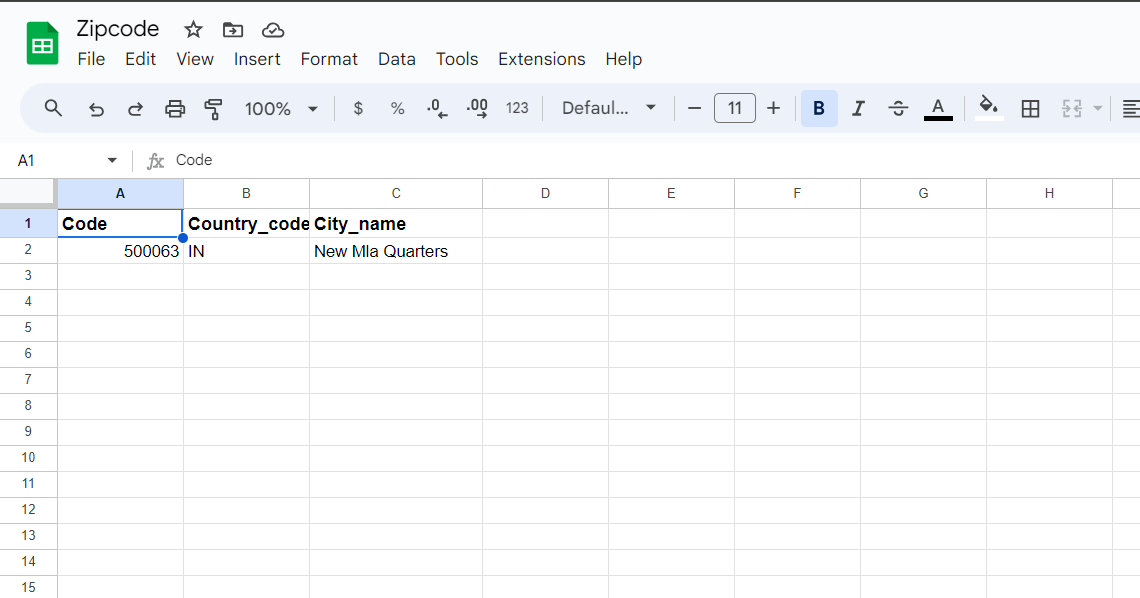 Zipcode
File Edit View Insert Format Data Tools Extensions Help
100% $ % .0 .00 123 Defaul... − 11 + B I S A
A1 fx Code
A B C D E F G H
1 Code Country_code City_name
2 500063 IN New Mla Quarters
3
4
5
6
7
8
9
10
11
12
13
14
15